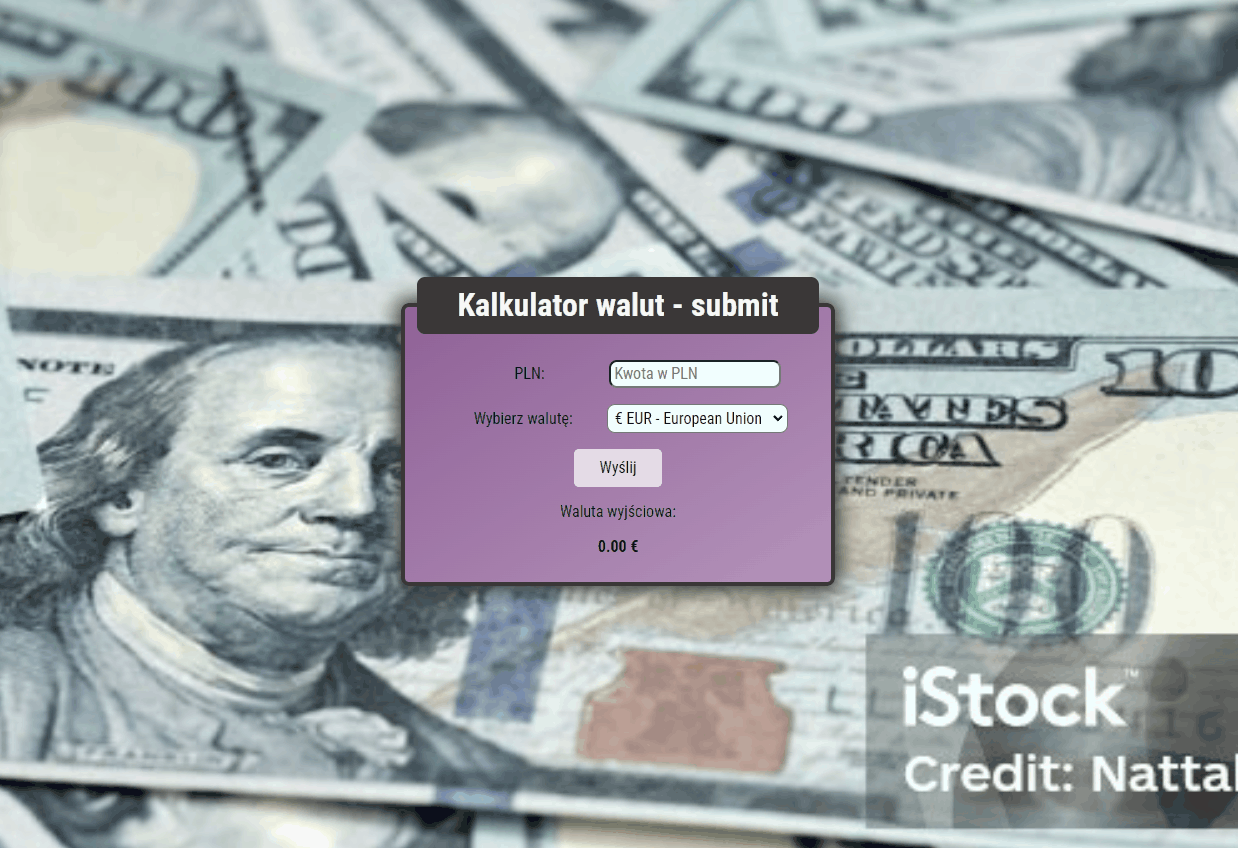 Kalkulator walut - submit
PLN:
Kwota w PLN
Wybierz walutę:
€ EUR - European Union
Wyślij
Waluta wyjściowa:
0.00 €
NOTE
DOLLARS
100
STATES
TENDER
AND PRIVATE
100
iStock™
Credit: Nattal